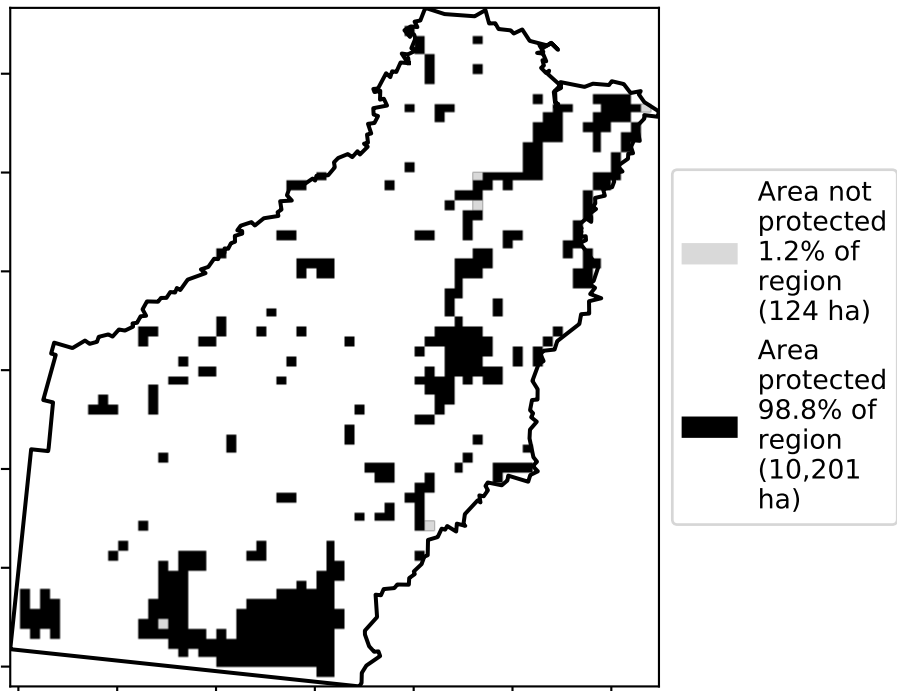 Area not
protected
1.2% of
region
(124 ha)
Area
protected
98.8% of
region
(10,201
ha)